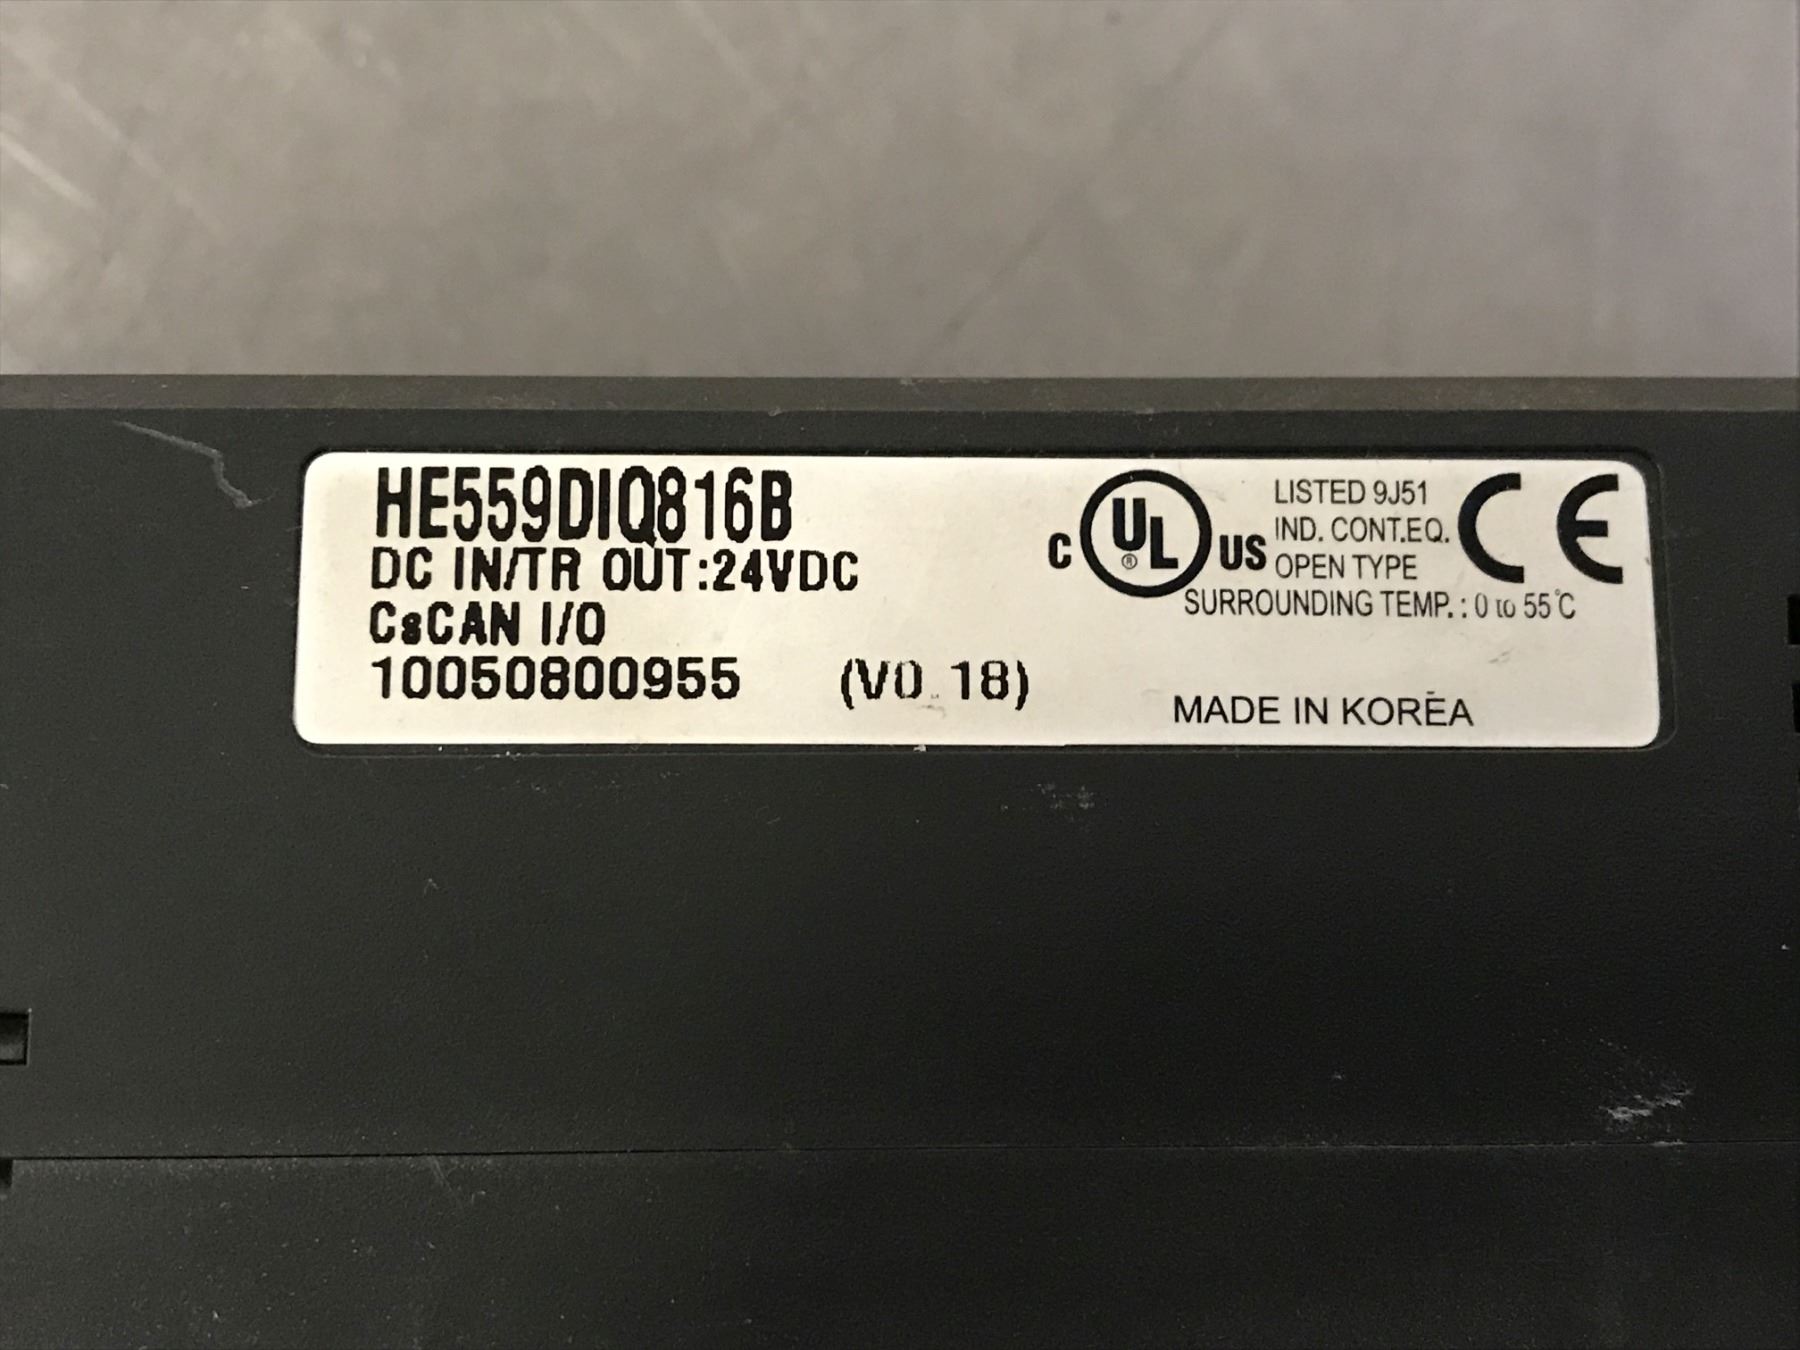 HE559DIQ816B
DC IN/TR OUT:24VDC
CsCAN I/O
10050800955 (V0.18)
C UL® US
LISTED 9J51
IND. CONT.EQ.
OPEN TYPE
CE
SURROUNDING TEMP. : 0 to 55°C
MADE IN KOREA